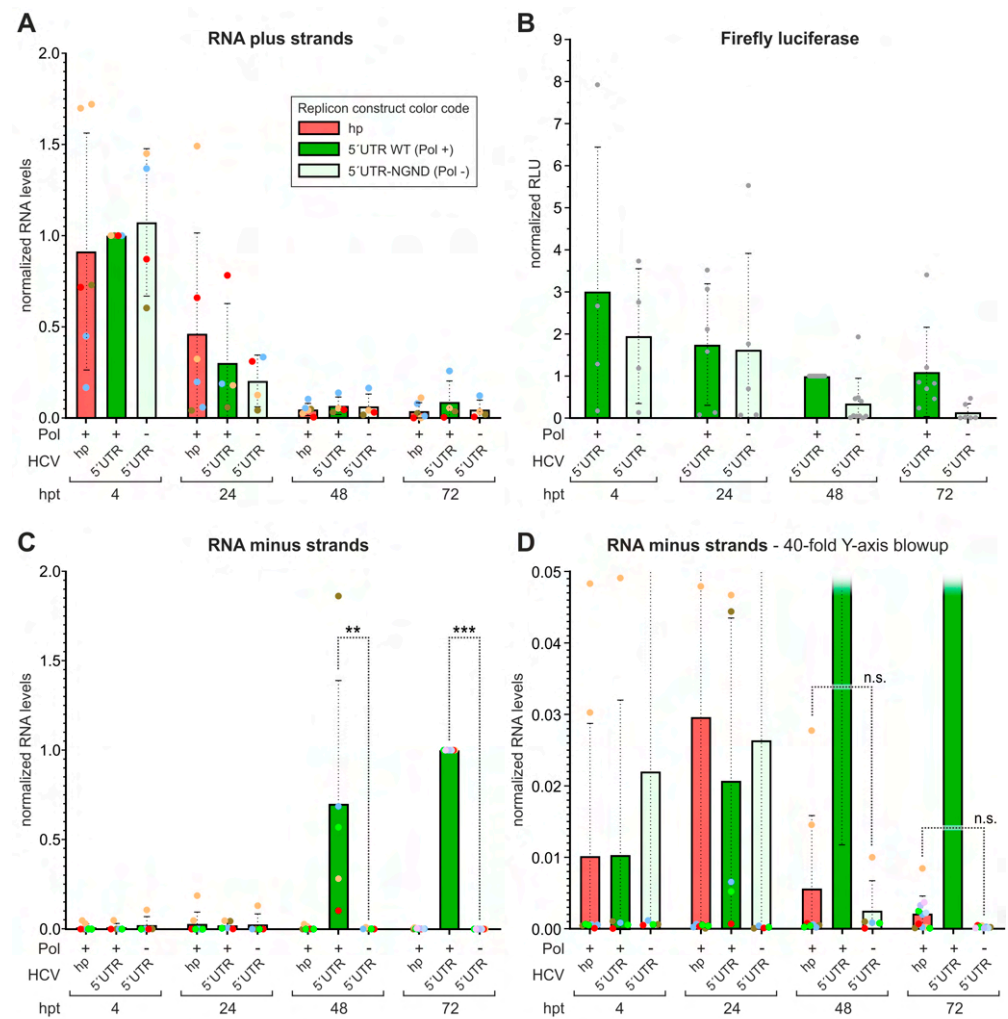 A
RNA plus strands
normalized RNA levels
2.0
1.5
1.0
0.5
0.0
Replicon construct color code
hp
5´UTR WT (Pol +)
5´UTR-NGND (Pol -)
Pol + + - + + - + + - + + -
HCV hp 5´UTR 5´UTR hp 5´UTR 5´UTR hp 5´UTR 5´UTR hp 5´UTR 5´UTR
hpt 4 24 48 72
B
Firefly luciferase
normalized RLU
9
8
7
6
5
4
3
2
1
0
Pol + - + - + - + -
HCV 5´UTR 5´UTR 5´UTR 5´UTR 5´UTR 5´UTR 5´UTR 5´UTR
hpt 4 24 48 72
C
RNA minus strands
normalized RNA levels
2.0
1.5
1.0
0.5
0.0
**
***
Pol + + - + + - + + - + + -
HCV hp 5´UTR 5´UTR hp 5´UTR 5´UTR hp 5´UTR 5´UTR hp 5´UTR 5´UTR
hpt 4 24 48 72
D
RNA minus strands - 40-fold Y-axis blowup
normalized RNA levels
0.05
0.04
0.03
0.02
0.01
0.00
n.s.
n.s.
Pol + + - + + - + + - + + -
HCV hp 5´UTR 5´UTR hp 5´UTR 5´UTR hp 5´UTR 5´UTR hp 5´UTR 5´UTR
hpt 4 24 48 72